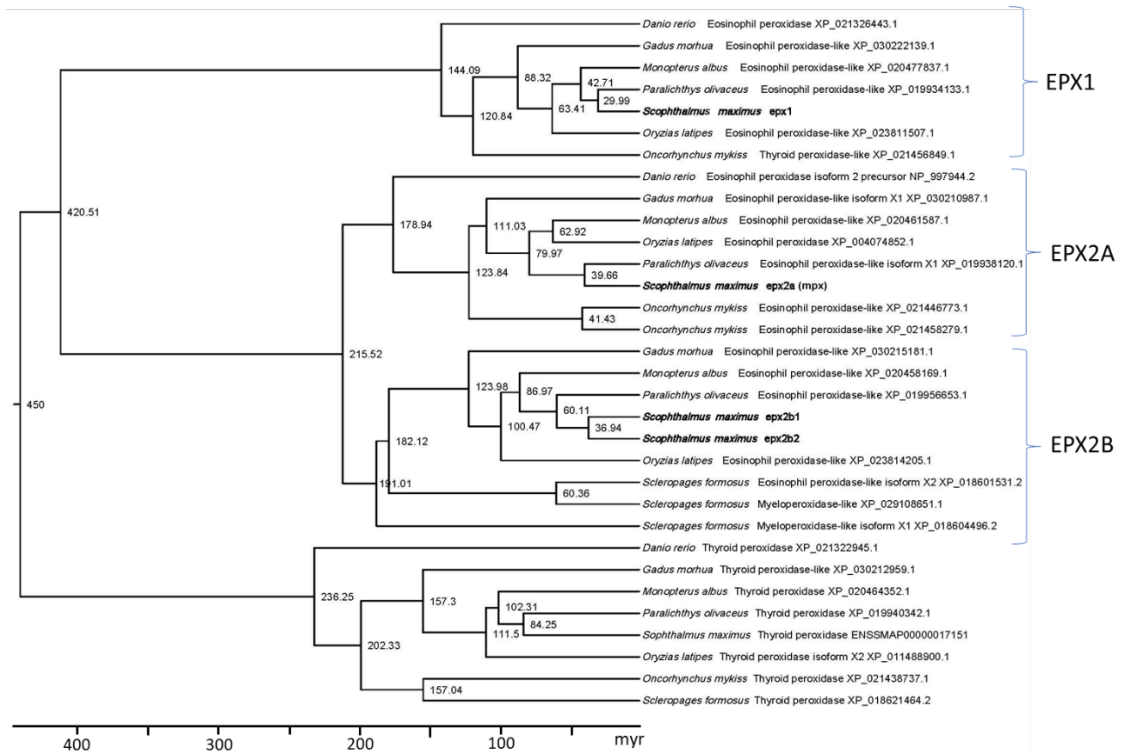 Danio rerio Eosinophil peroxidase XP_021326443.1
Gadus morhua Eosinophil peroxidase-like XP_030222139.1
Monopterus albus Eosinophil peroxidase-like XP_020477837.1
Paralichthys olivaceus Eosinophil peroxidase-like XP_019934133.1
Scophthalmus maximus epx1
Oryzias latipes Eosinophil peroxidase-like XP_023811507.1
Oncorhynchus mykiss Thyroid peroxidase-like XP_021456849.1
144.09
88.32
42.71
29.99
63.41
120.84
EPX1
Danio rerio Eosinophil peroxidase isoform 2 precursor NP_997944.2
Gadus morhua Eosinophil peroxidase-like isoform X1 XP_030210987.1
Monopterus albus Eosinophil peroxidase-like XP_020461587.1
Oryzias latipes Eosinophil peroxidase XP_004074852.1
Paralichthys olivaceus Eosinophil peroxidase-like isoform X1 XP_019938120.1
Scophthalmus maximus epx2a (mpx)
Oncorhynchus mykiss Eosinophil peroxidase-like XP_021446773.1
Oncorhynchus mykiss Eosinophil peroxidase-like XP_021458279.1
420.51
178.94
111.03
62.92
79.97
39.66
123.84
41.43
EPX2A
215.52
Gadus morhua Eosinophil peroxidase-like XP_030215181.1
Monopterus albus Eosinophil peroxidase-like XP_020458169.1
Paralichthys olivaceus Eosinophil peroxidase-like XP_019956653.1
Scophthalmus maximus epx2b1
Scophthalmus maximus epx2b2
Oryzias latipes Eosinophil peroxidase-like XP_023814205.1
Scleropages formosus Eosinophil peroxidase-like isoform X2 XP_018601531.2
Scleropages formosus Myeloperoxidase-like XP_029108651.1
Scleropages formosus Myeloperoxidase-like isoform X1 XP_018604496.2
450
123.98
86.97
60.11
36.94
100.47
182.12
191.01
60.36
EPX2B
Danio rerio Thyroid peroxidase XP_021322945.1
Gadus morhua Thyroid peroxidase-like XP_030212959.1
Monopterus albus Thyroid peroxidase XP_020464352.1
Paralichthys olivaceus Thyroid peroxidase XP_019940342.1
Sophthalmus maximus Thyroid peroxidase ENSSMAP00000017151
Oryzias latipes Thyroid peroxidase isoform X2 XP_011488900.1
Oncorhynchus mykiss Thyroid peroxidase XP_021438737.1
Scleropages formosus Thyroid peroxidase XP_018621464.2
236.25
157.3
102.31
84.25
111.5
202.33
157.04
400 300 200 100 myr